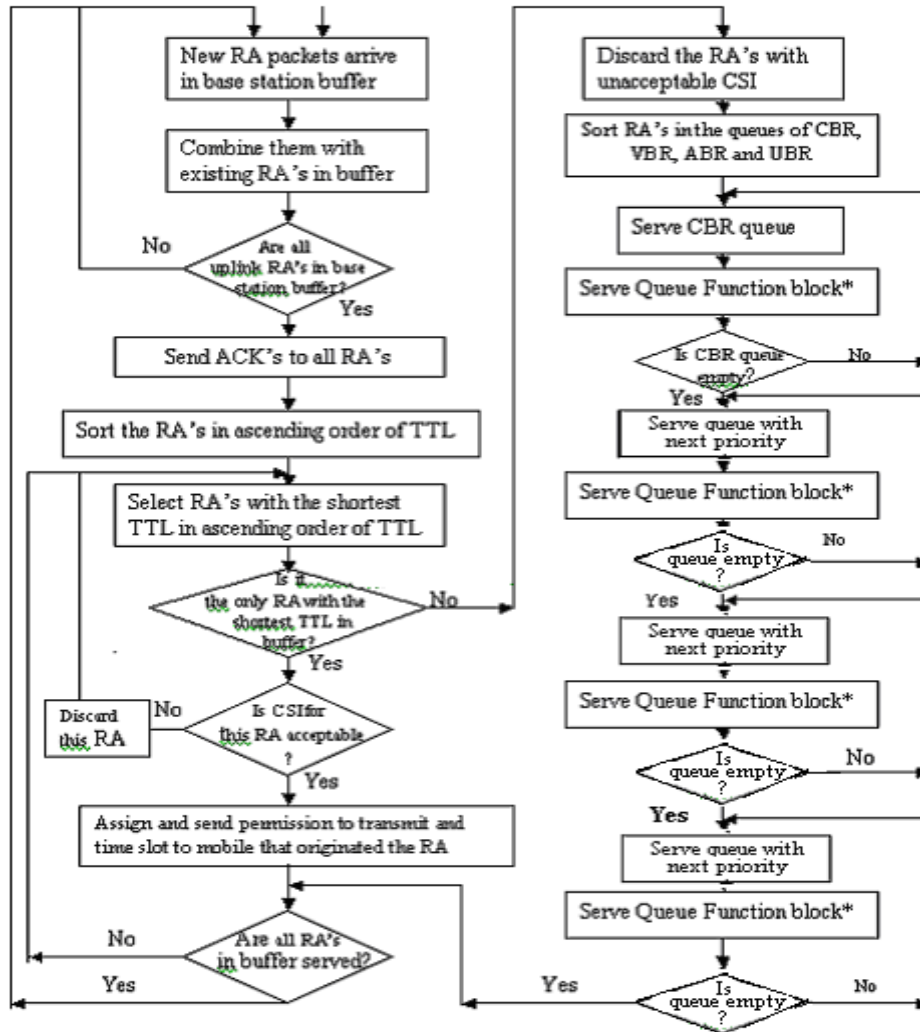 New RA packets arrive
in base station buffer
Combine them with
existing RA's in buffer
No
Are all
uplink RA's in base
station buffer?
Yes
Send ACK's to all RA's
Sort the RA's in ascending order of TTL
Select RA's with the shortest
TTL in ascending order of TTL
Is it
the only RA with the
shortest TTL in
buffer?
No
Yes
Discard
this RA
No
Is CSI for
this RA acceptable
?
Yes
Assign and send permission to transmit and
time slot to mobile that originated the RA
No
Are all RA's
in buffer served?
Yes
Discard the RA's with
unacceptable CSI
Sort RA's in the queues of CBR,
VBR, ABR and UBR
Serve CBR queue
Serve Queue Function block*
Is CBR queue
empty?
No
Yes
Serve queue with
next priority
Serve Queue Function block*
Is
queue empty
?
No
Yes
Serve queue with
next priority
Serve Queue Function block*
Is
queue empty
?
No
Yes
Serve queue with
next priority
Serve Queue Function block*
Yes
Is
queue empty
?
No